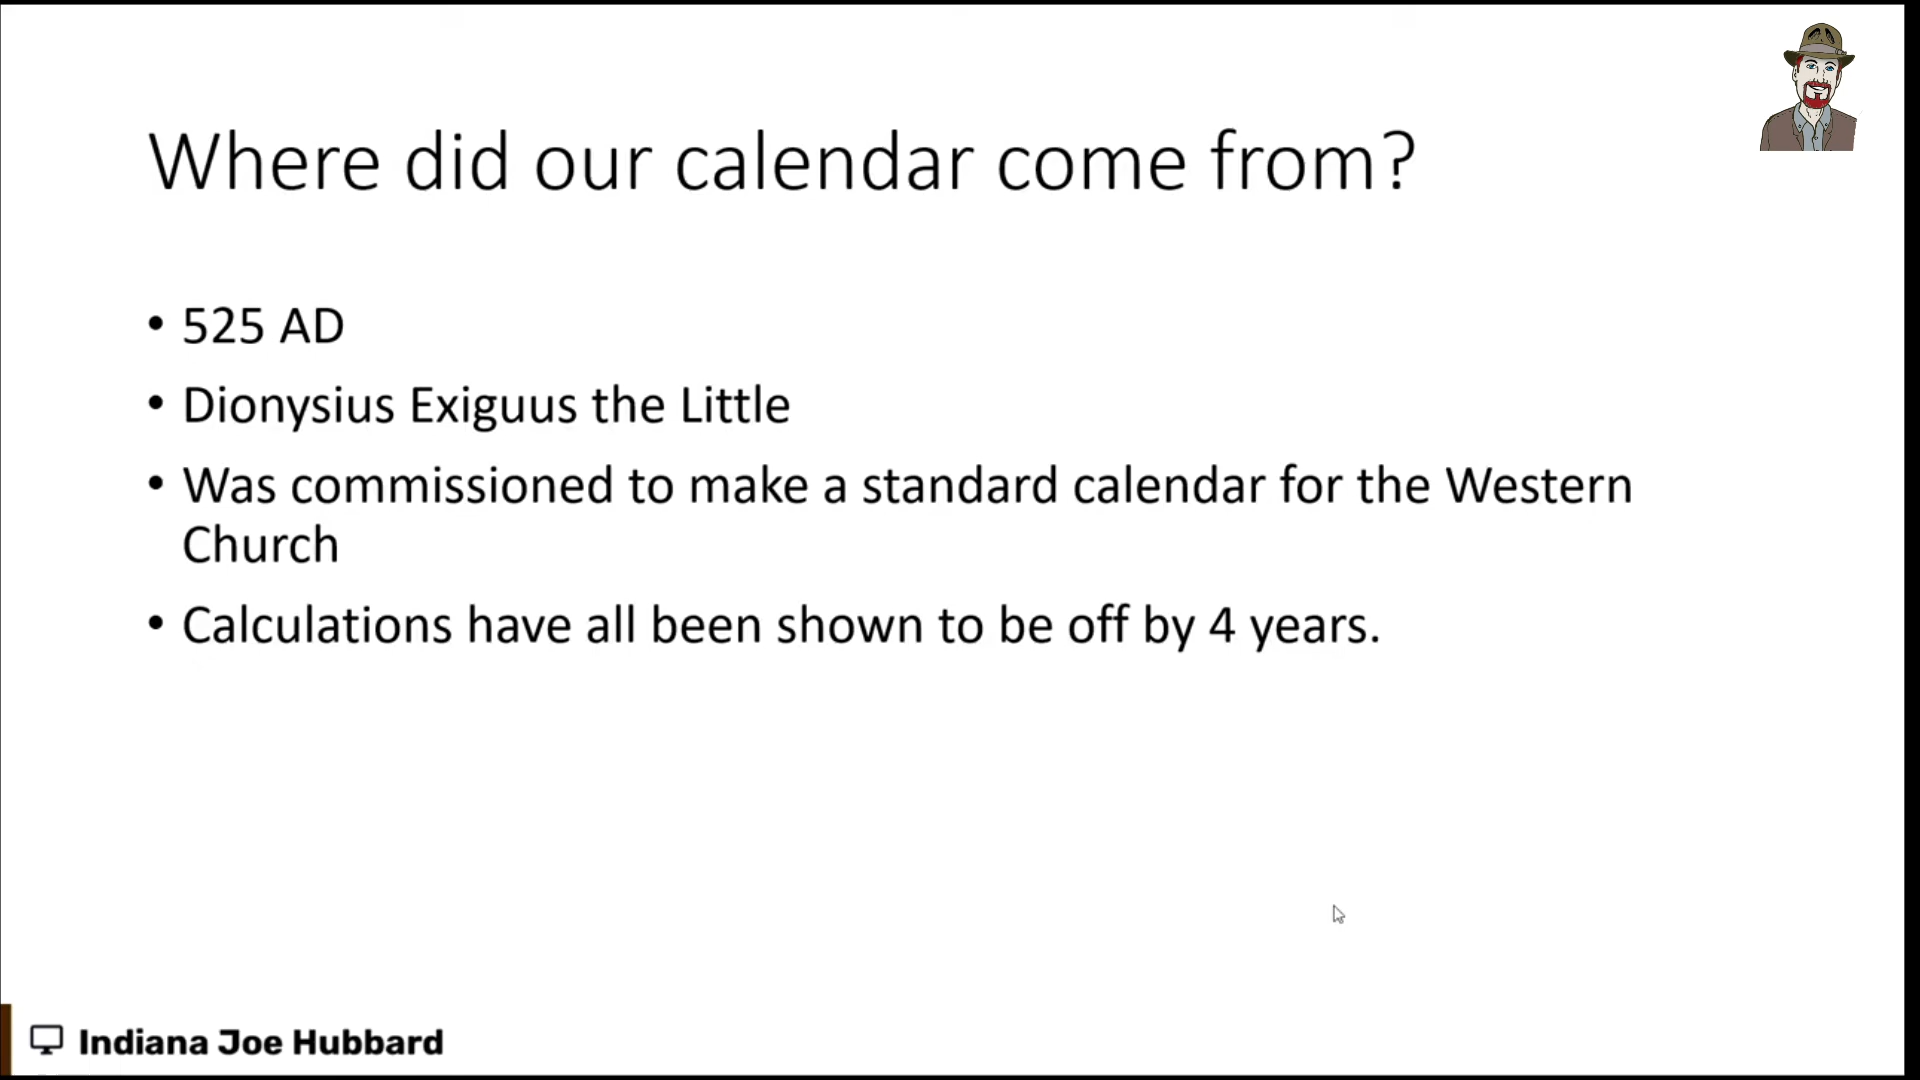 Where did our calendar come from?
• 525 AD
• Dionysius Exiguus the Little
• Was commissioned to make a standard calendar for the Western
Church
• Calculations have all been shown to be off by 4 years.
Indiana Joe Hubbard